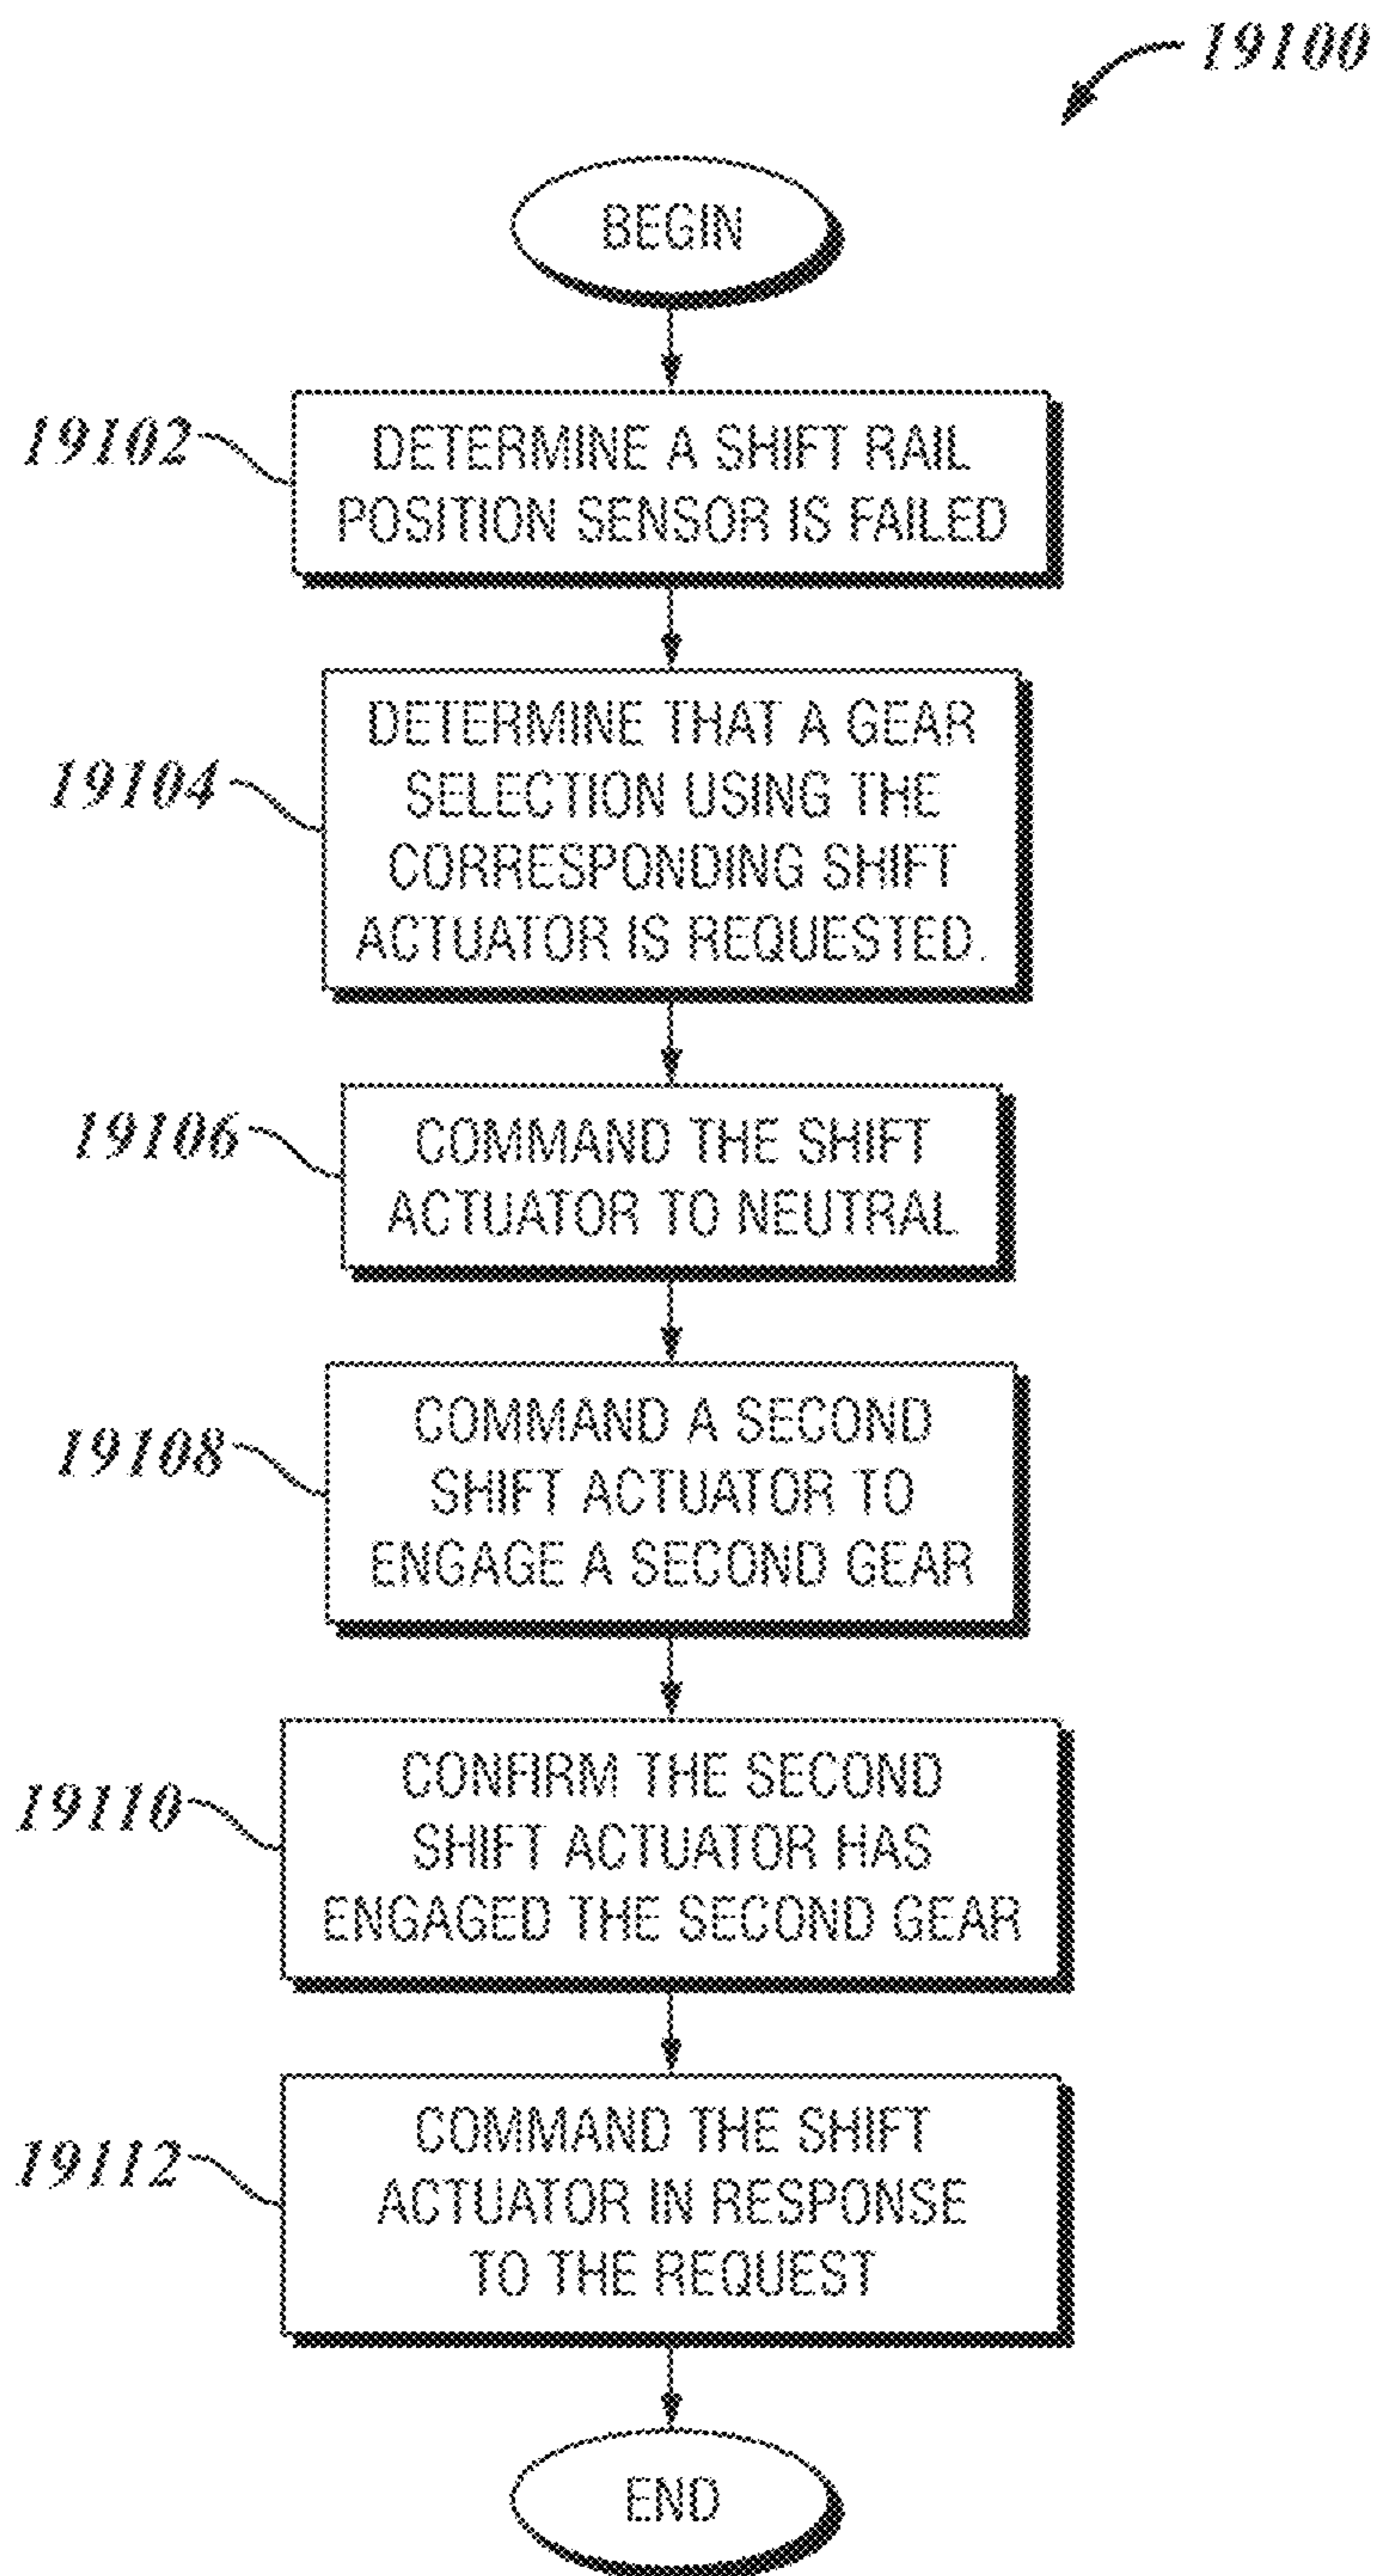 19100
BEGIN
19102
DETERMINE A SHIFT RAIL
POSITION SENSOR IS FAILED
19104
DETERMINE THAT A GEAR
SELECTION USING THE
CORRESPONDING SHIFT
ACTUATOR IS REQUESTED.
19106
COMMAND THE SHIFT
ACTUATOR TO NEUTRAL
19108
COMMAND A SECOND
SHIFT ACTUATOR TO
ENGAGE A SECOND GEAR
19110
CONFIRM THE SECOND
SHIFT ACTUATOR HAS
ENGAGED THE SECOND GEAR
19112
COMMAND THE SHIFT
ACTUATOR IN RESPONSE
TO THE REQUEST
END